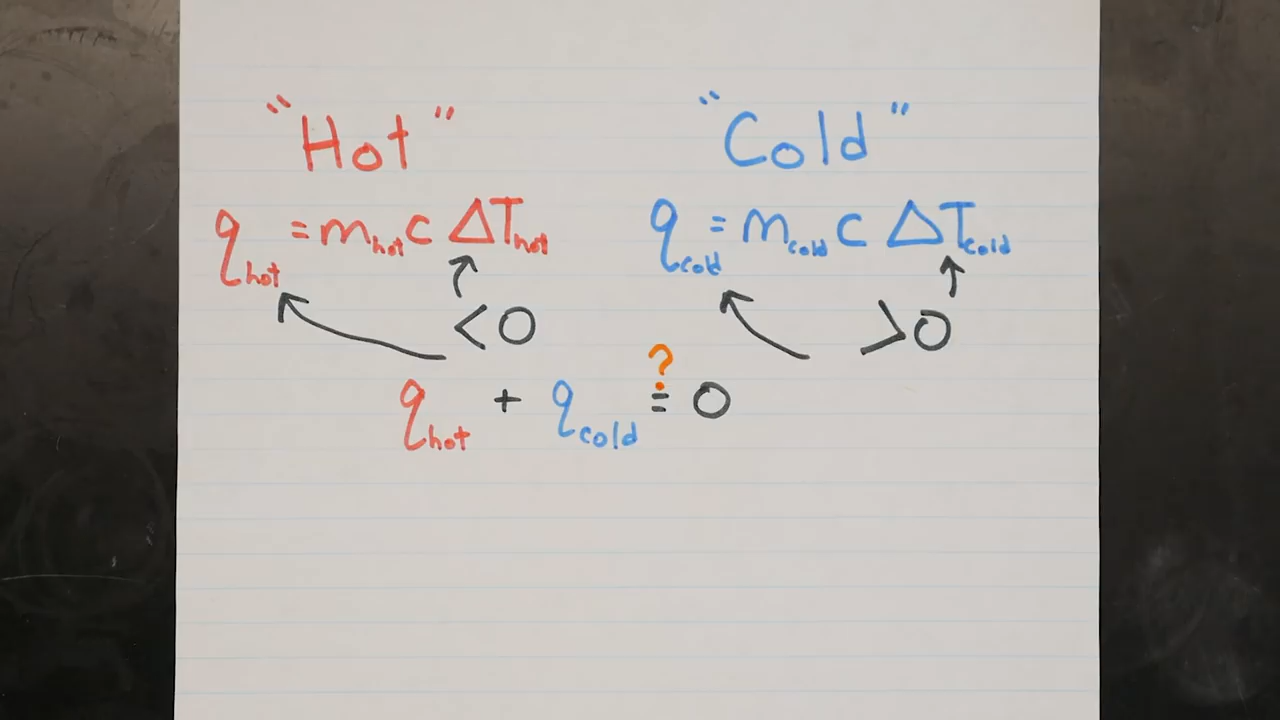 "Hot" "Cold"
q_hot = m_hot c ΔT_hot q_cold = m_cold c ΔT_cold
< 0 > 0
?
q_hot + q_cold = 0